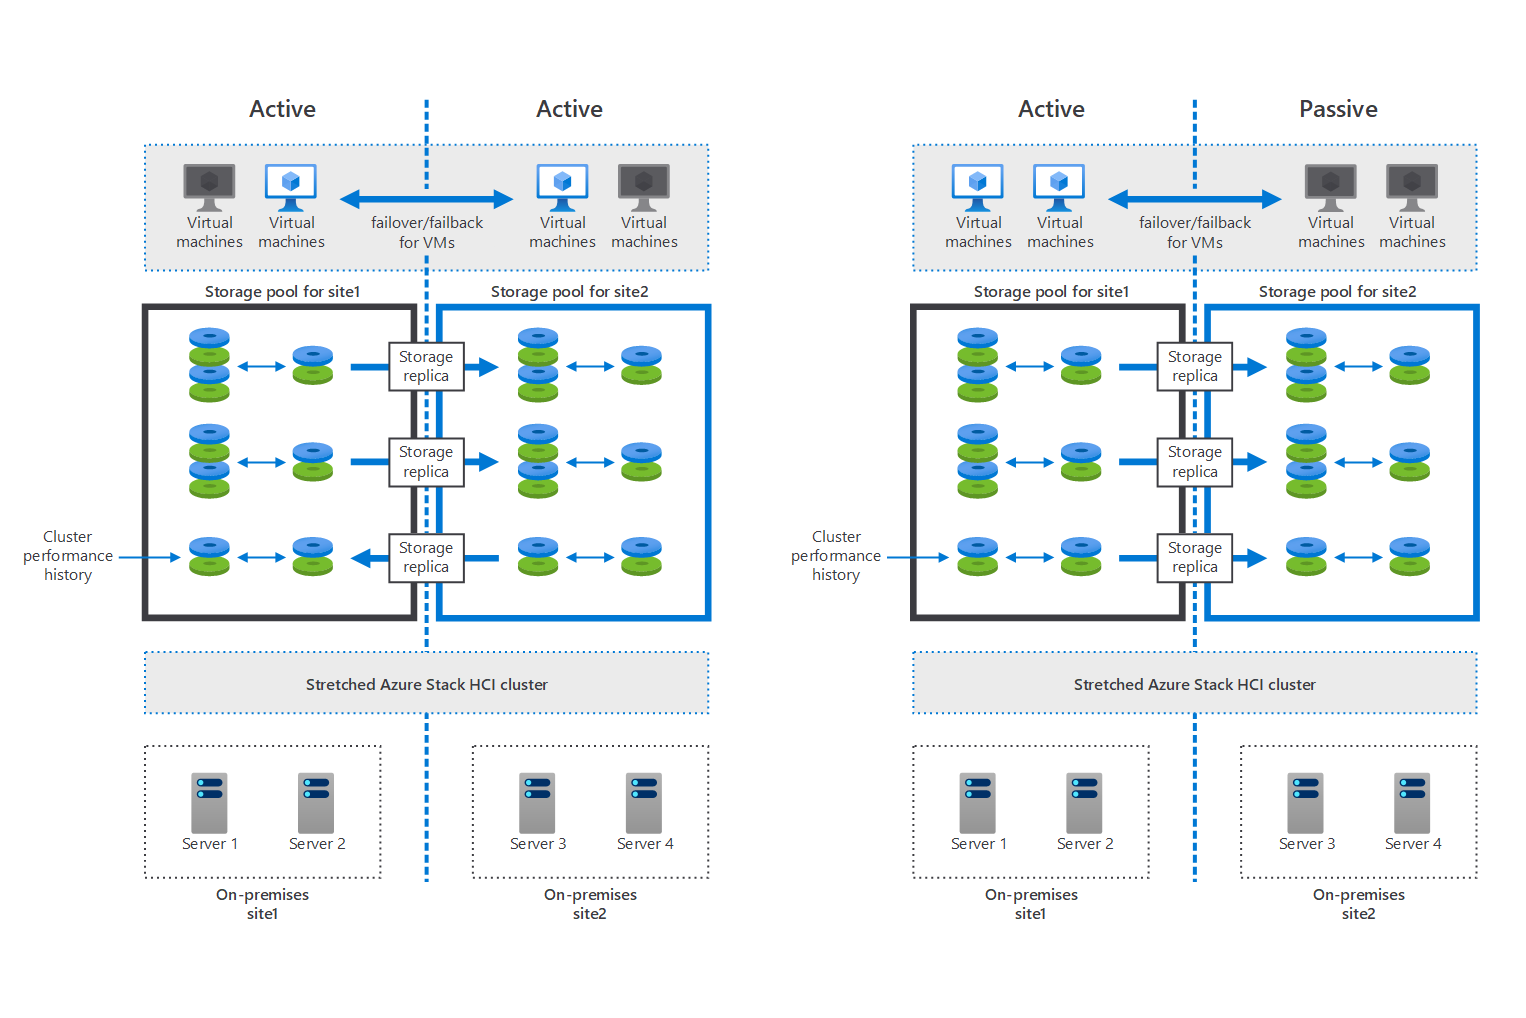 Active
Active
Virtual
machines
Virtual
machines
failover/failback
for VMs
Virtual
machines
Virtual
machines
Storage pool for site1
Storage pool for site2
Storage
replica
Storage
replica
Cluster
performance
history
Storage
replica
Stretched Azure Stack HCI cluster
Server 1
Server 2
Server 3
Server 4
On-premises
site1
On-premises
site2
Active
Passive
Virtual
machines
Virtual
machines
failover/failback
for VMs
Virtual
machines
Virtual
machines
Storage pool for site1
Storage pool for site2
Storage
replica
Storage
replica
Cluster
performance
history
Storage
replica
Stretched Azure Stack HCI cluster
Server 1
Server 2
Server 3
Server 4
On-premises
site1
On-premises
site2